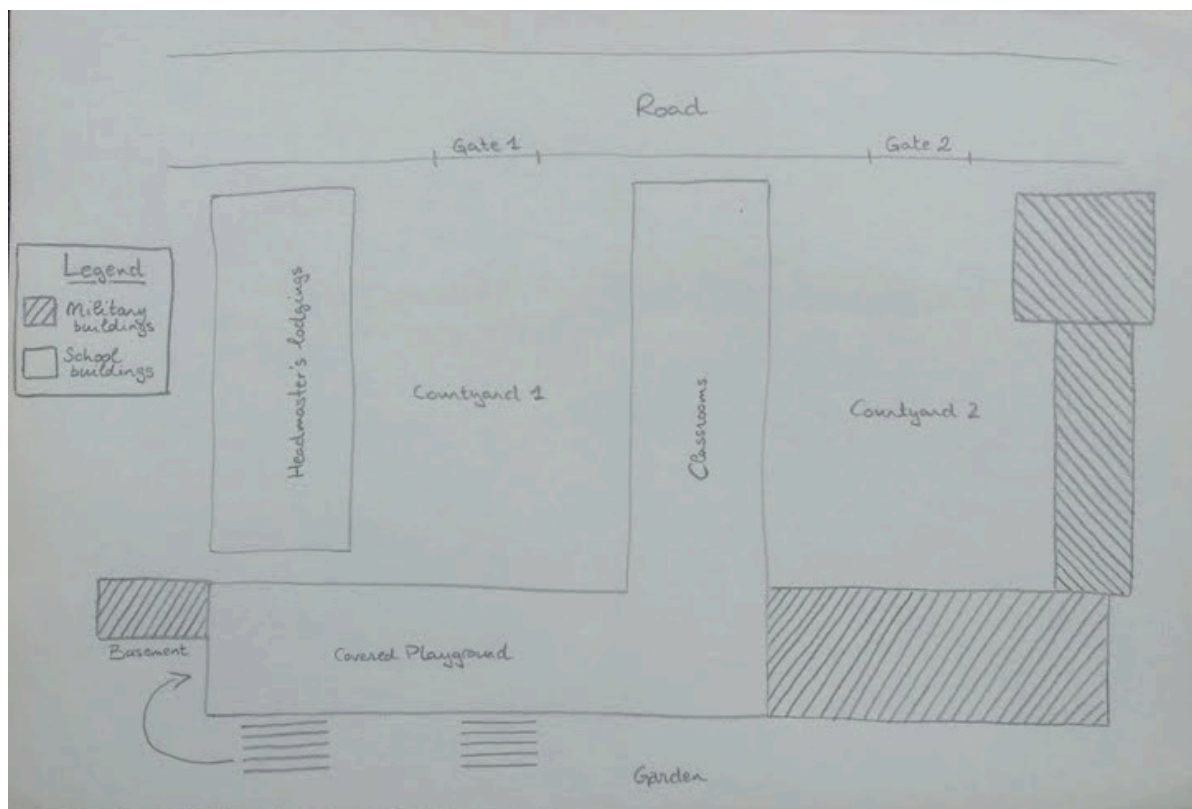 Road
Gate 1
Gate 2
Legend
Military
buildings
School
buildings
Headmaster's lodgings
Courtyard 1
Classrooms
Courtyard 2
Basement
Covered Playground
Garden